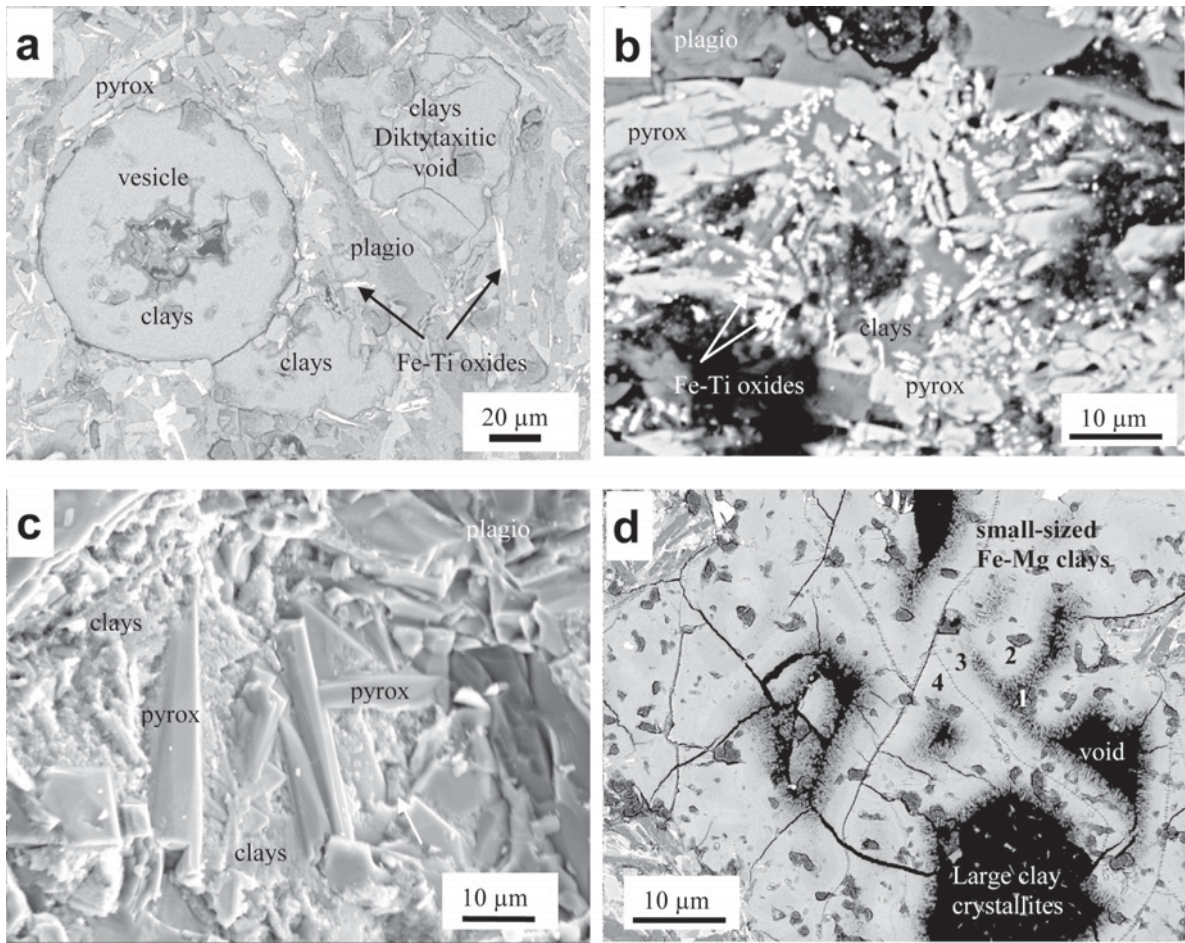 a
pyrox
vesicle
clays
clays
Diktytaxitic
void
plagio
clays
Fe-Ti oxides
20 µm
b
plagio
pyrox
clays
Fe-Ti oxides
pyrox
10 µm
c
plagio
clays
pyrox
pyrox
clays
10 µm
d
small-sized
Fe-Mg clays
2
3
4
1
void
Large clay
crystallites
10 µm